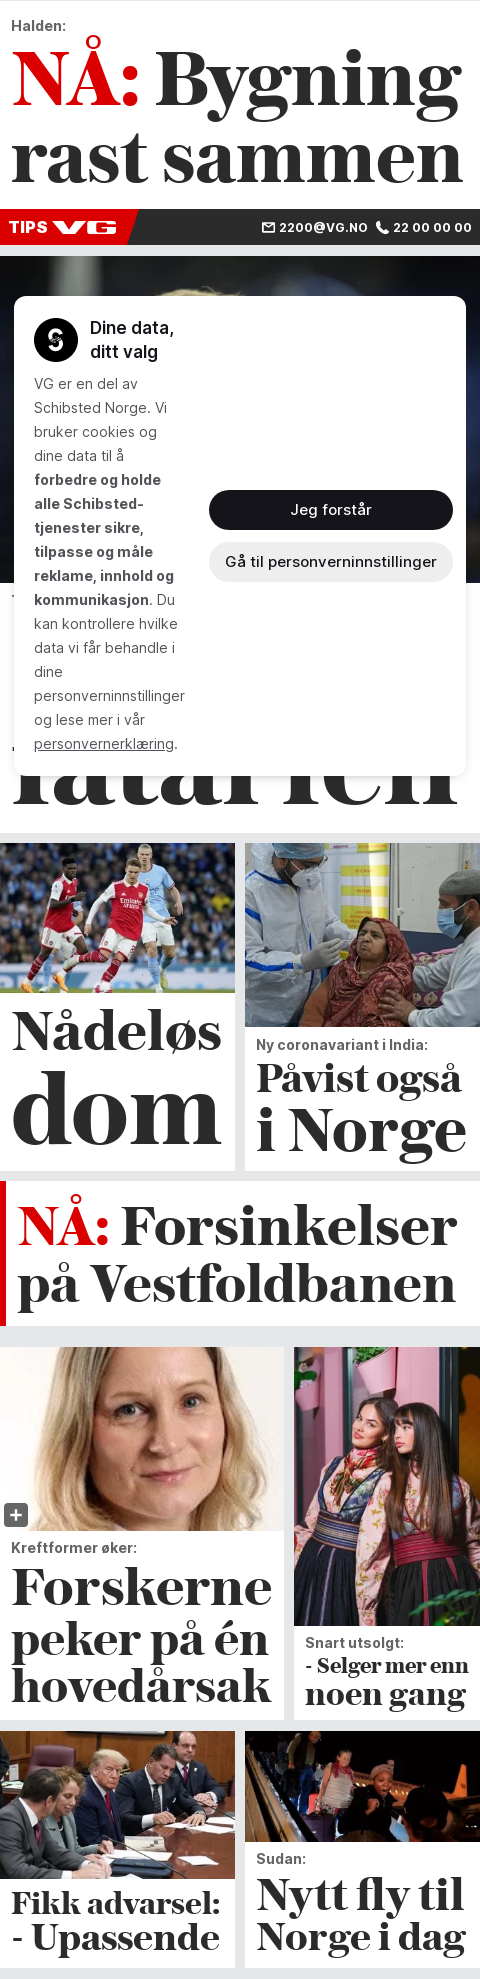 Halden:
NÅ: Bygning
rast sammen
TIPS VG
2200@VG.NO 22 00 00 00
Dine data,
ditt valg
VG er en del av
Schibsted Norge. Vi
bruker cookies og
dine data til å
forbedre og holde
alle Schibsted-
tjenester sikre,
tilpasse og måle
reklame, innhold og
kommunikasjon. Du
kan kontrollere hvilke
data vi får behandle i
dine
personverninnstillinger
og lese mer i vår
personvernerklæring.
Jeg forstår
Gå til personverninnstillinger
Nådeløs
dom
Ny coronavariant i India:
Påvist også
i Norge
NÅ: Forsinkelser
på Vestfoldbanen
Kreftformer øker:
Forskerne
peker på én
hovedårsak
Snart utsolgt:
- Selger mer enn
noen gang
Fikk advarsel:
- Upassende
Sudan:
Nytt fly til
Norge i dag